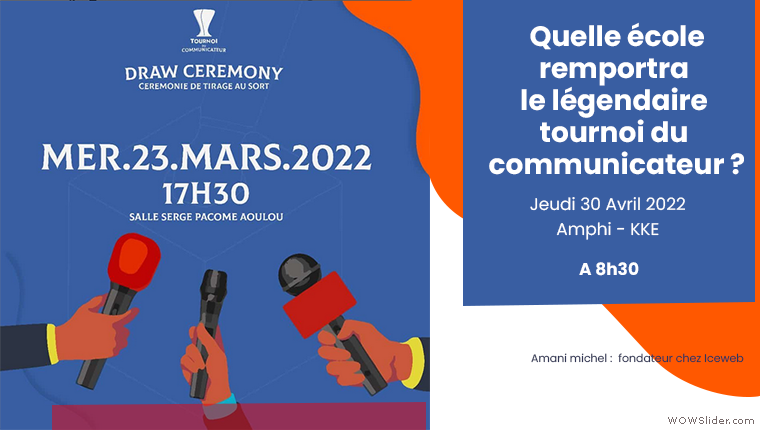 TOURNOI
DU
COMMUNICATEUR
DRAW CEREMONY
CEREMONIE DE TIRAGE AU SORT
MER.23.MARS.2022
17H30
SALLE SERGE PACOME AOULOU
Quelle école
remportra
le légendaire
tournoi du
communicateur ?
Jeudi 30 Avril 2022
Amphi - KKE
A 8h30
Amani michel : fondateur chez Iceweb
WOWSlider.com